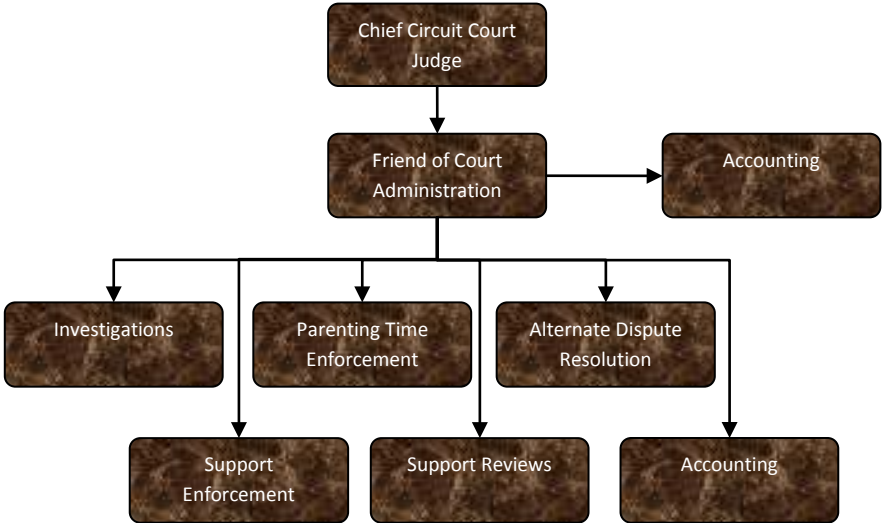 Chief Circuit Court
Judge
Friend of Court
Administration
Accounting
Investigations
Parenting Time
Enforcement
Alternate Dispute
Resolution
Support
Enforcement
Support Reviews
Accounting